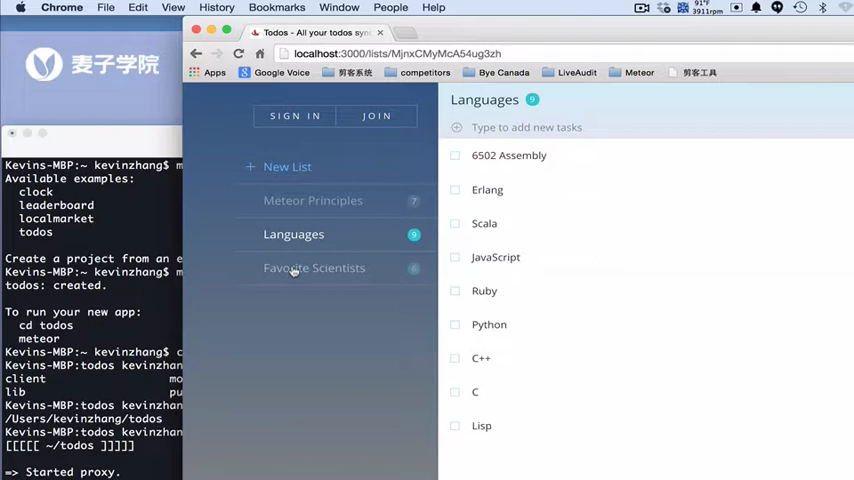 Chrome File Edit View History Bookmarks Window People Help
91°F
3911rpm
麦子学院
Todos - All your todos sync
localhost:3000/lists/MjnxCMyMcA54ug3zh
Apps Google Voice 剪客系统 competitors Bye Canada LiveAudit Meteor 剪客工具
SIGN IN JOIN
+ New List
Meteor Principles 7
Languages 9
Favorite Scientists 6
Languages 9
Type to add new tasks
6502 Assembly
Erlang
Scala
JavaScript
Ruby
Python
C++
C
Lisp
Kevins-MBP:~ kevinzhang$ m
Available examples:
clock
leaderboard
localmarket
todos
Create a project from an e
Kevins-MBP:~ kevinzhang$ m
todos: created.
To run your new app:
cd todos
meteor
Kevins-MBP:~ kevinzhang$ c
Kevins-MBP:todos kevinzhan
client mo
lib pu
Kevins-MBP:todos kevinzhan
/Users/kevinzhang/todos
Kevins-MBP:todos kevinzhan
[[[[[ ~/todos ]]]]]
=> Started proxy.